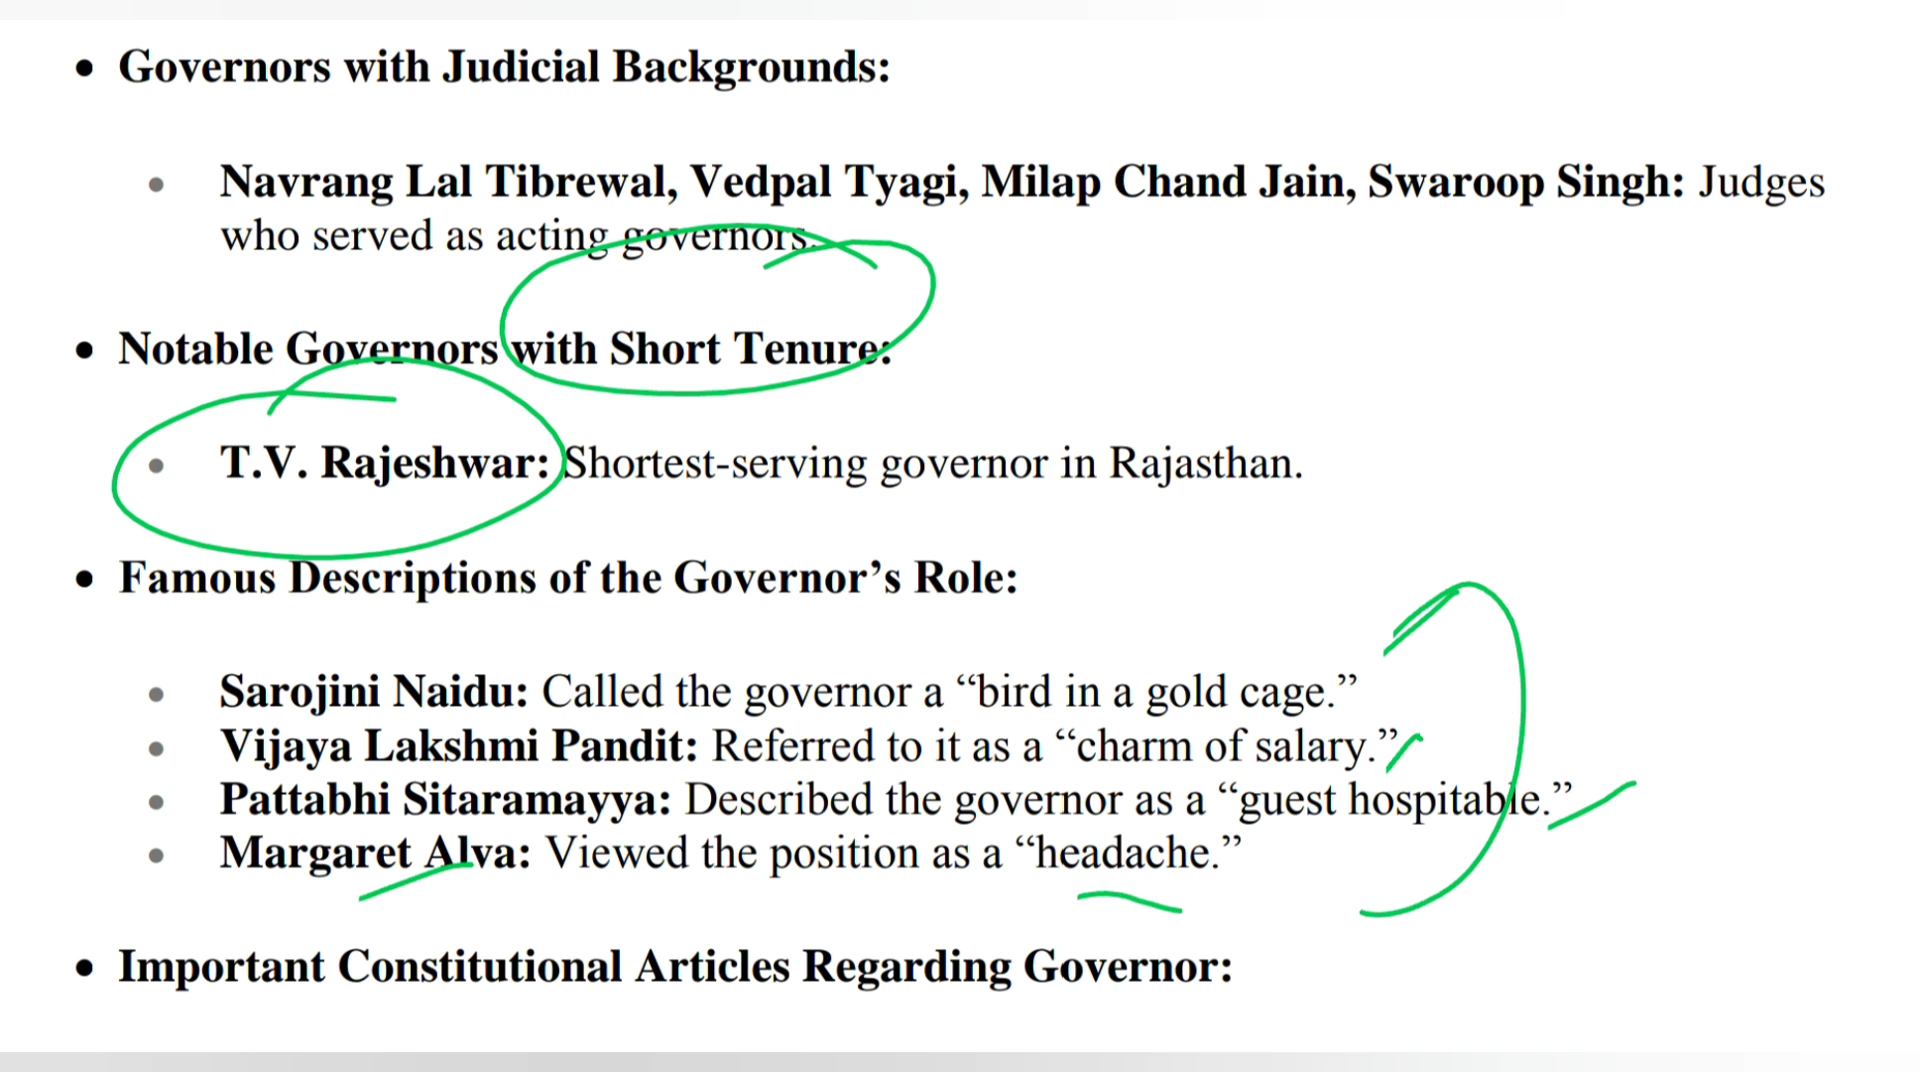 • Governors with Judicial Backgrounds:
• Navrang Lal Tibrewal, Vedpal Tyagi, Milap Chand Jain, Swaroop Singh: Judges
who served as acting governors.
• Notable Governors with Short Tenure:
• T.V. Rajeshwar: Shortest-serving governor in Rajasthan.
• Famous Descriptions of the Governor’s Role:
• Sarojini Naidu: Called the governor a “bird in a gold cage.”
• Vijaya Lakshmi Pandit: Referred to it as a “charm of salary.”
• Pattabhi Sitaramayya: Described the governor as a “guest hospitable.”
• Margaret Alva: Viewed the position as a “headache.”
• Important Constitutional Articles Regarding Governor: